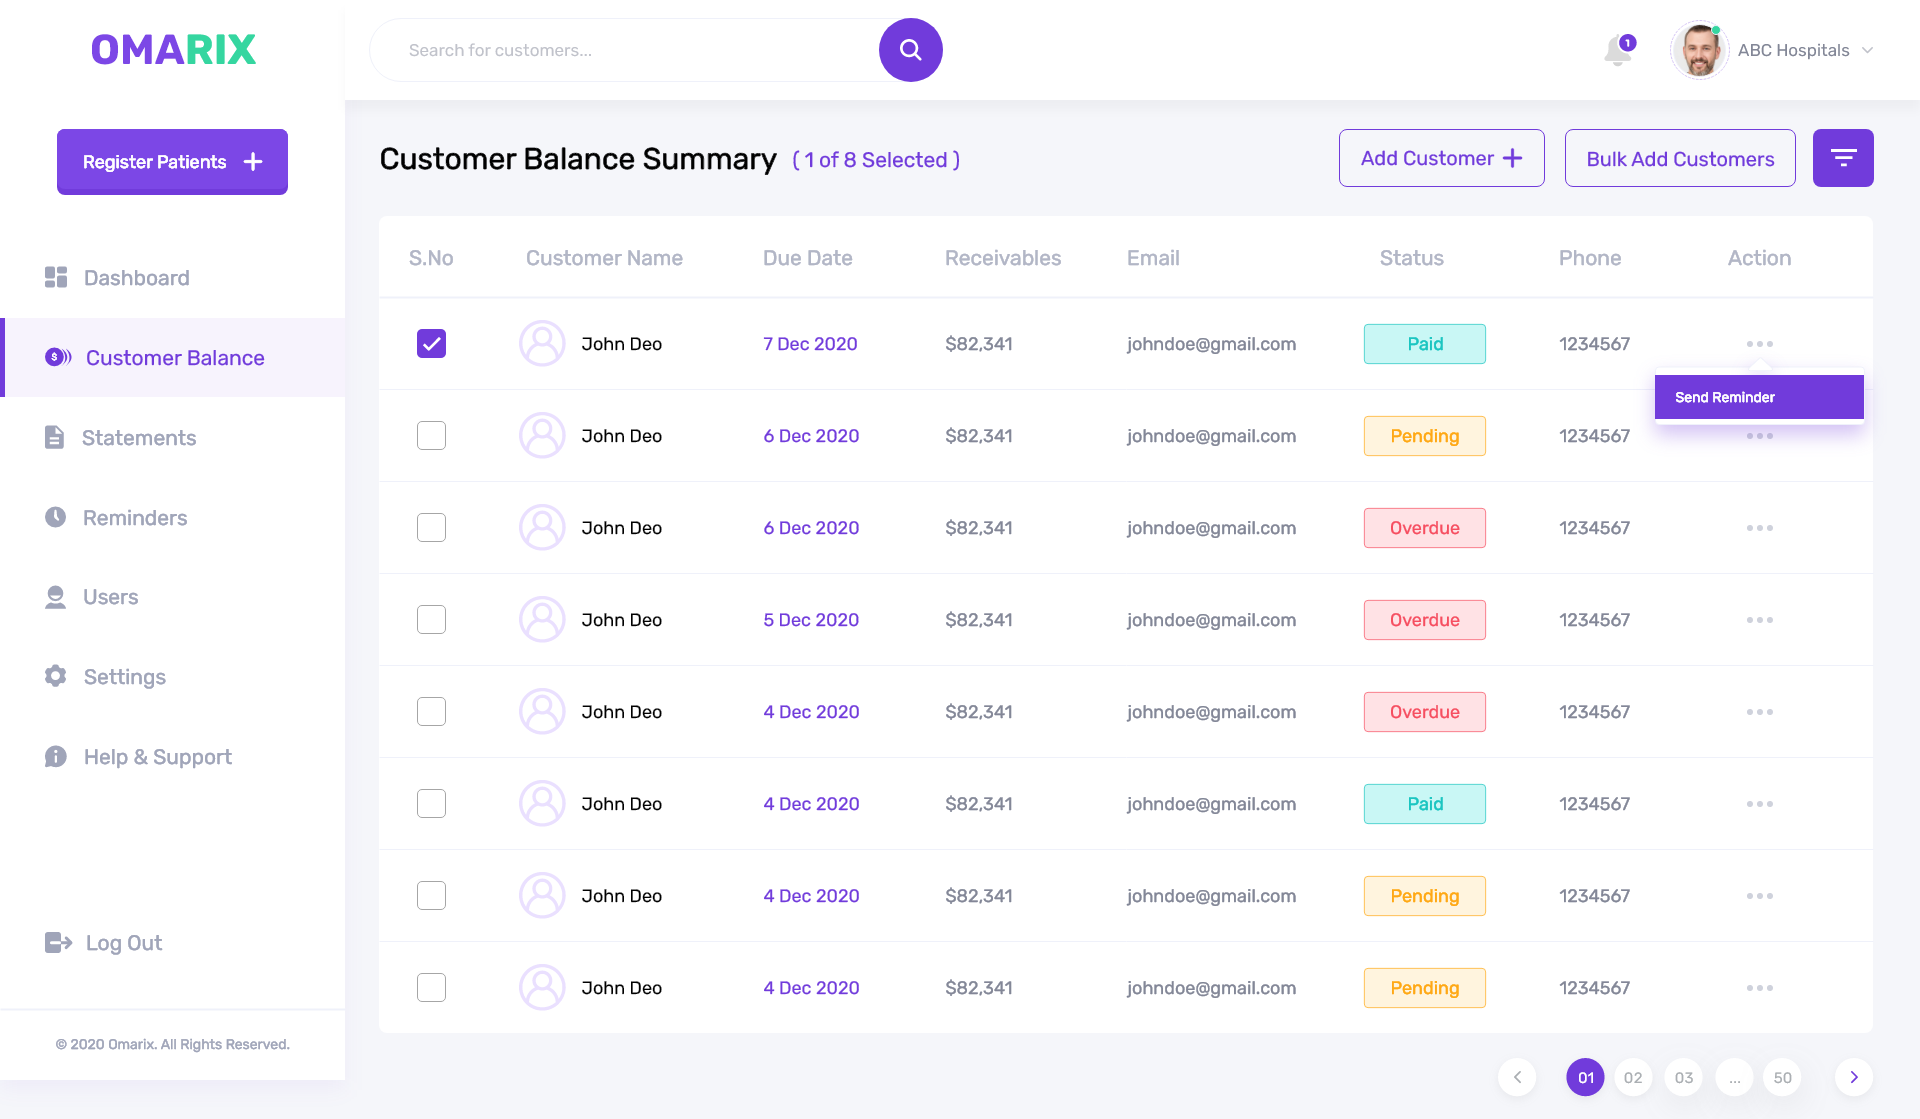 OMARIX
Search for customers...
1
ABC Hospitals
Register Patients
Customer Balance Summary ( 1 of 8 Selected )
Add Customer
Bulk Add Customers
Dashboard
Customer Balance
Statements
Reminders
Users
Settings
Help & Support
Log Out
© 2020 Omarix. All Rights Reserved.
S.No Customer Name Due Date Receivables Email Status Phone Action
John Deo 7 Dec 2020 $82,341 johndoe@gmail.com Paid 1234567
Send Reminder
John Deo 6 Dec 2020 $82,341 johndoe@gmail.com Pending 1234567
John Deo 6 Dec 2020 $82,341 johndoe@gmail.com Overdue 1234567
John Deo 5 Dec 2020 $82,341 johndoe@gmail.com Overdue 1234567
John Deo 4 Dec 2020 $82,341 johndoe@gmail.com Overdue 1234567
John Deo 4 Dec 2020 $82,341 johndoe@gmail.com Paid 1234567
John Deo 4 Dec 2020 $82,341 johndoe@gmail.com Pending 1234567
John Deo 4 Dec 2020 $82,341 johndoe@gmail.com Pending 1234567
01 02 03 ... 50